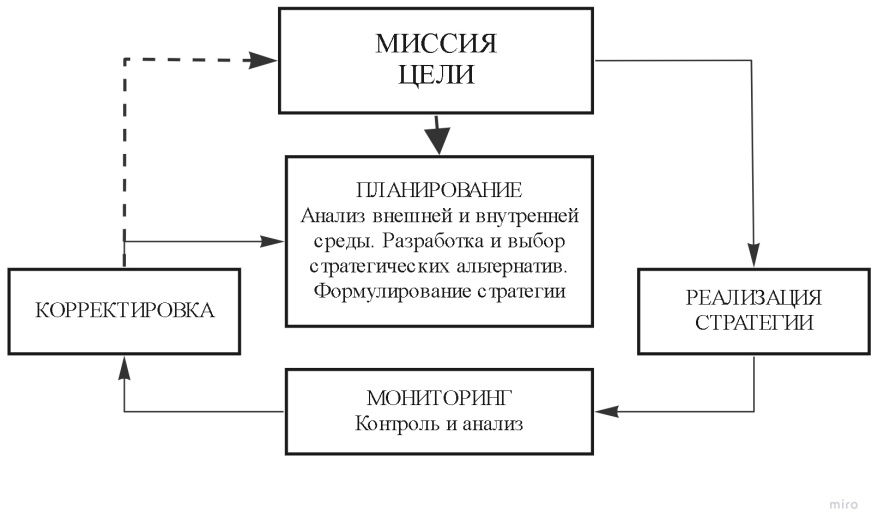 МИССИЯ
ЦЕЛИ
ПЛАНИРОВАНИЕ
Анализ внешней и внутренней
среды. Разработка и выбор
стратегических альтернатив.
Формулирование стратегии
КОРРЕКТИРОВКА
РЕАЛИЗАЦИЯ
СТРАТЕГИИ
МОНИТОРИНГ
Контроль и анализ
miro